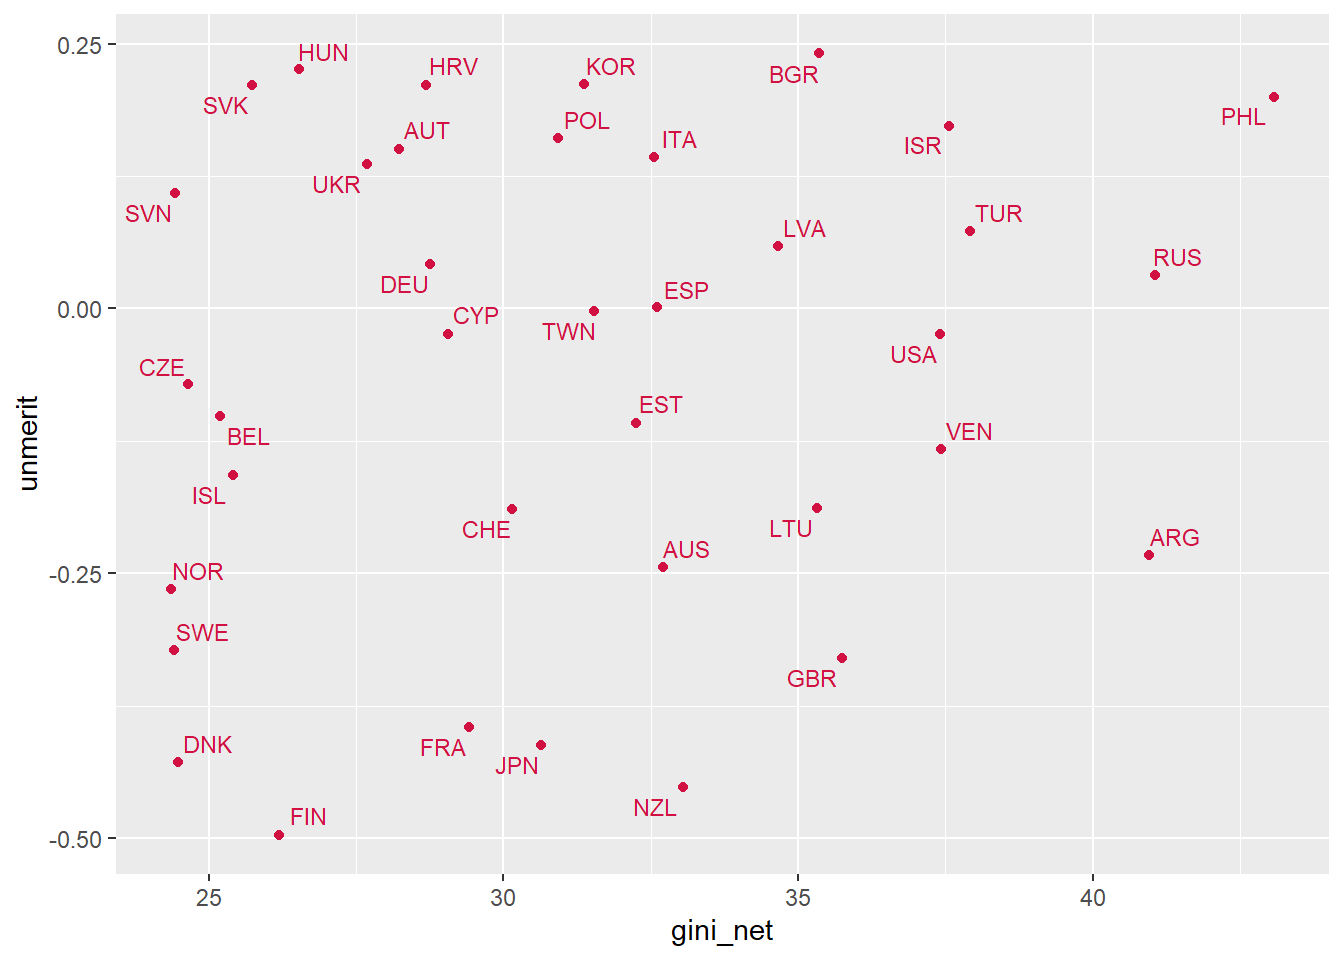 0.25
0.00
-0.25
-0.50
unmerit
HUN
HRV
KOR
BGR
SVK
PHL
POL
AUT
ITA
ISR
UKR
SVN
TUR
LVA
RUS
DEU
ESP
CYP
TWN
USA
CZE
EST
VEN
BEL
ISL
CHE
LTU
ARG
AUS
NOR
SWE
GBR
DNK
FRA
JPN
NZL
FIN
25 30 35 40
gini_net